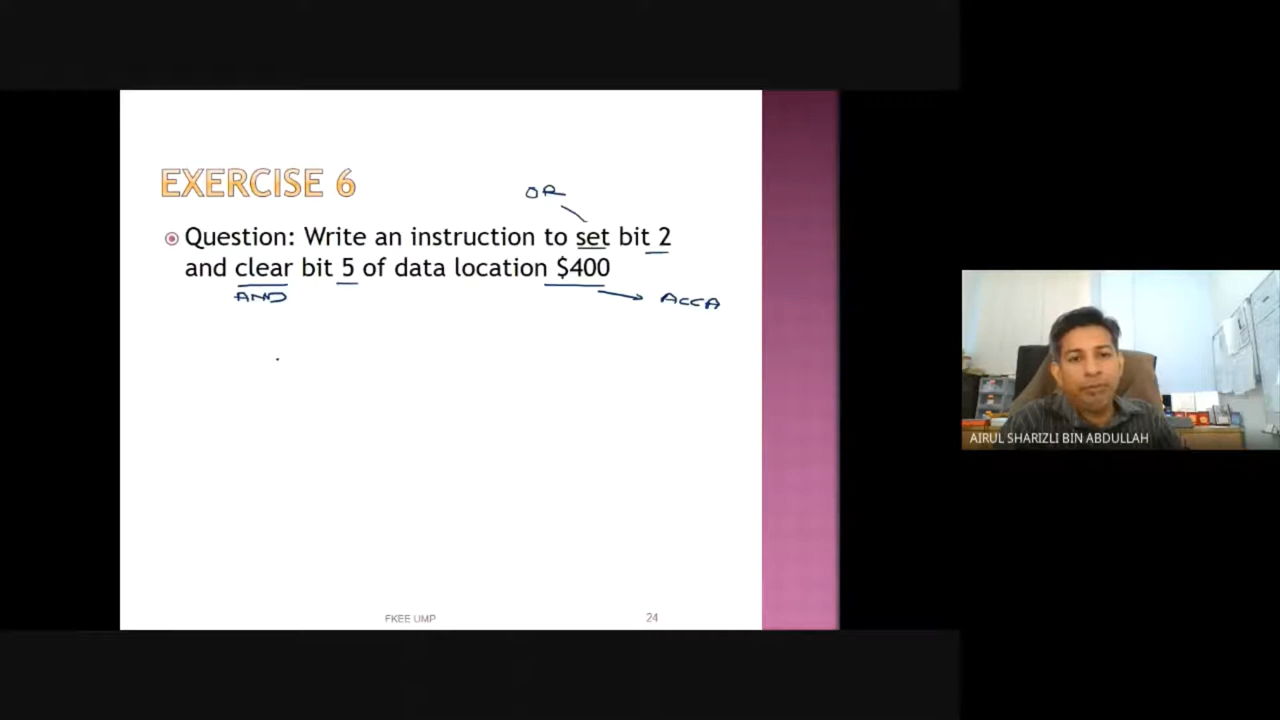 EXERCISE 6
OR
Question: Write an instruction to set bit 2
and clear bit 5 of data location $400
AND
ACCA
AIRUL SHARIZLI BIN ABDULLAH
FKEE UMP
24